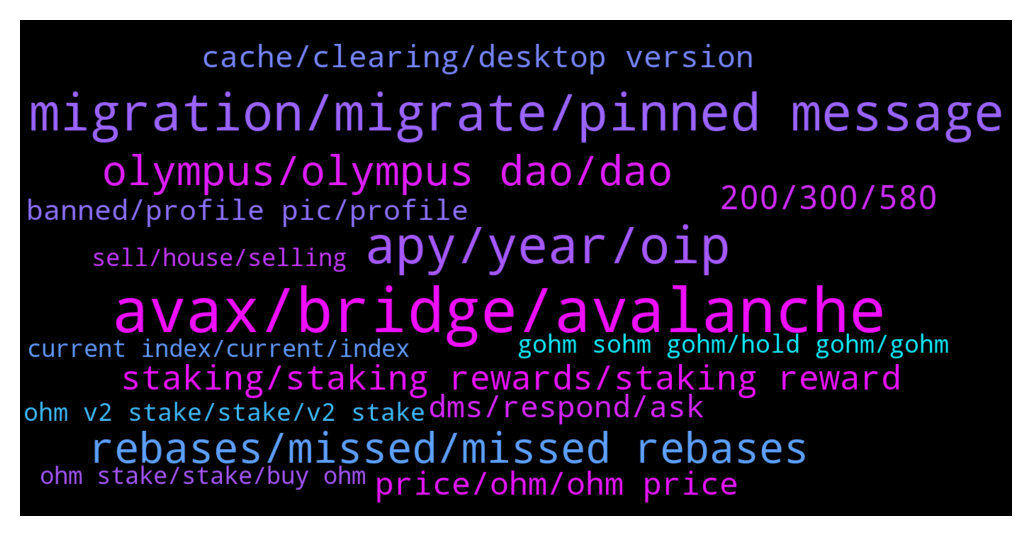 cache/clearing/desktop version
migration/migrate/pinned message
olympus/olympus dao/dao
200/300/580
banned/profile pic/profile
sell/house/selling
apy/year/oip
avax/bridge/avalanche
current index/current/index
gohm sohm gohm/hold gohm/gohm
staking/staking rewards/staking reward
ohm v2 stake/stake/v2 stake
dms/respond/ask
rebases/missed/missed rebases
ohm stake/stake/buy ohm
price/ohm/ohm price